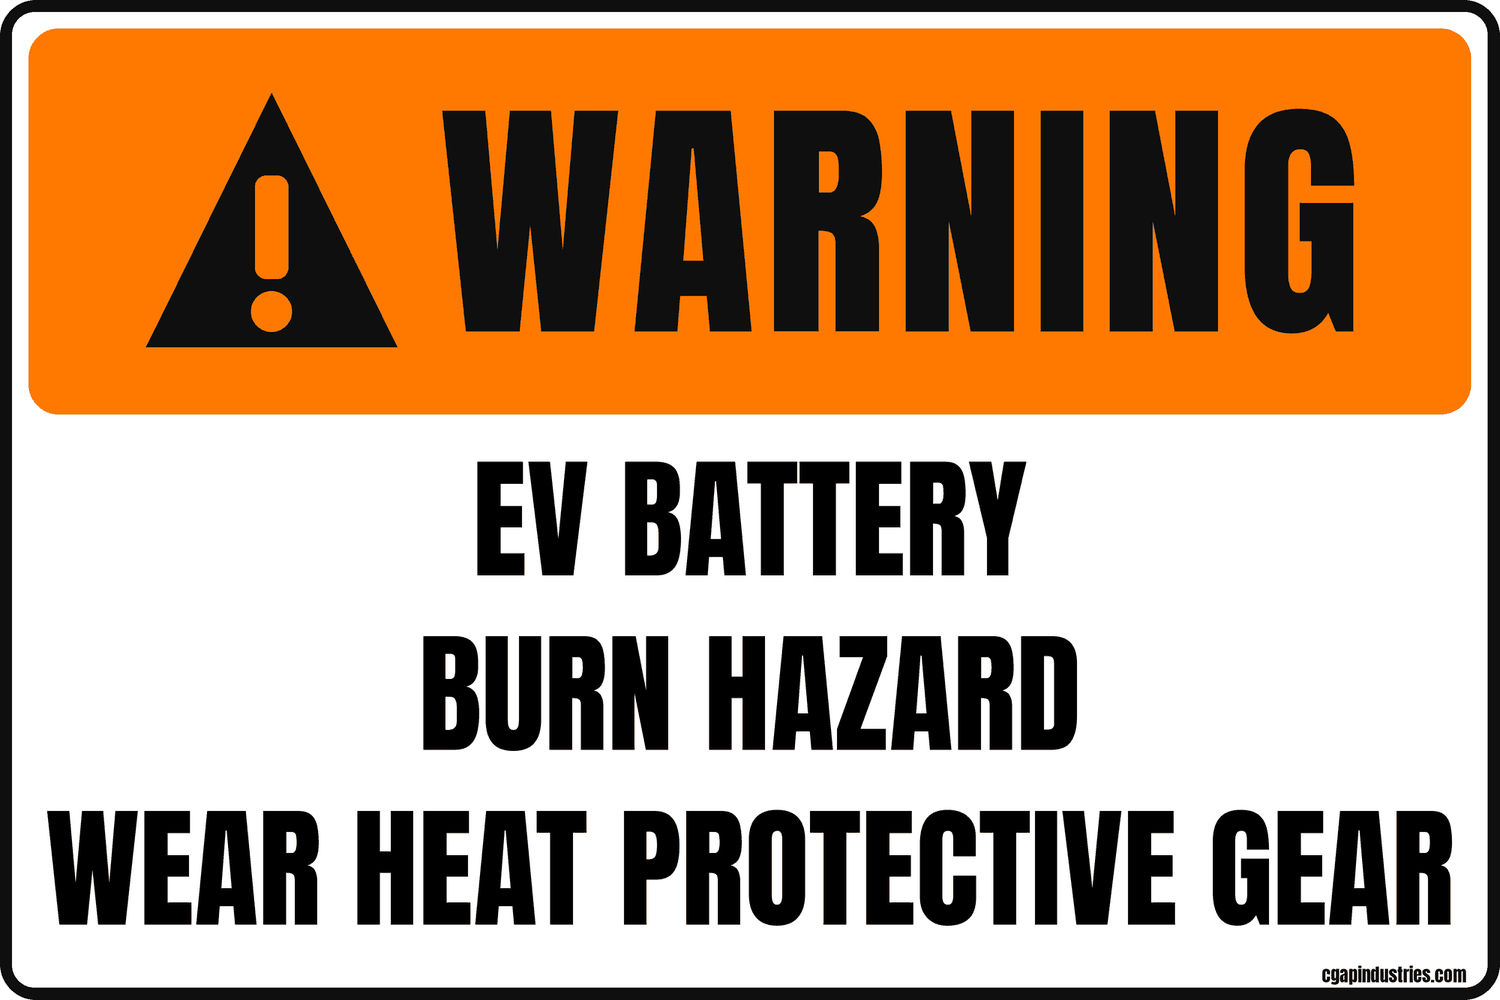 WARNING
EV BATTERY
BURN HAZARD
WEAR HEAT PROTECTIVE GEAR
cgapindustries.com